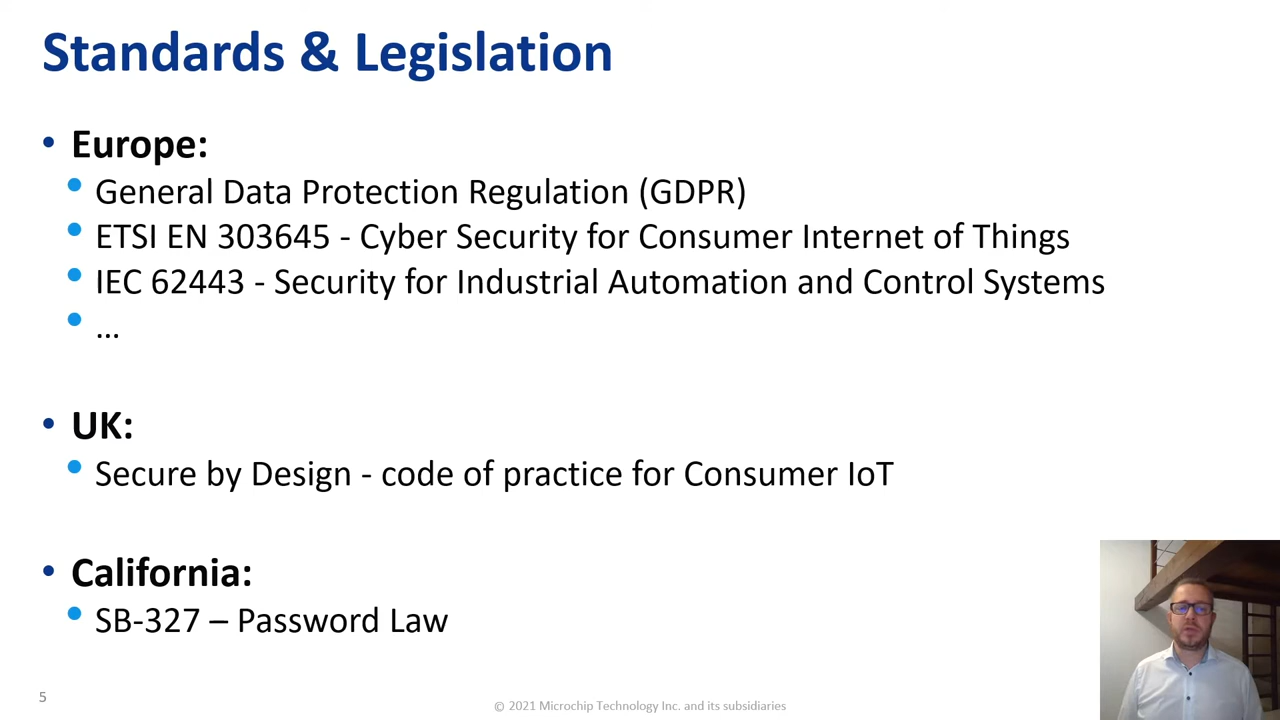 Standards & Legislation
• Europe:
• General Data Protection Regulation (GDPR)
• ETSI EN 303645 - Cyber Security for Consumer Internet of Things
• IEC 62443 - Security for Industrial Automation and Control Systems
• ...
• UK:
• Secure by Design - code of practice for Consumer IoT
• California:
• SB-327 – Password Law
5
© 2021 Microchip Technology Inc. and its subsidiaries